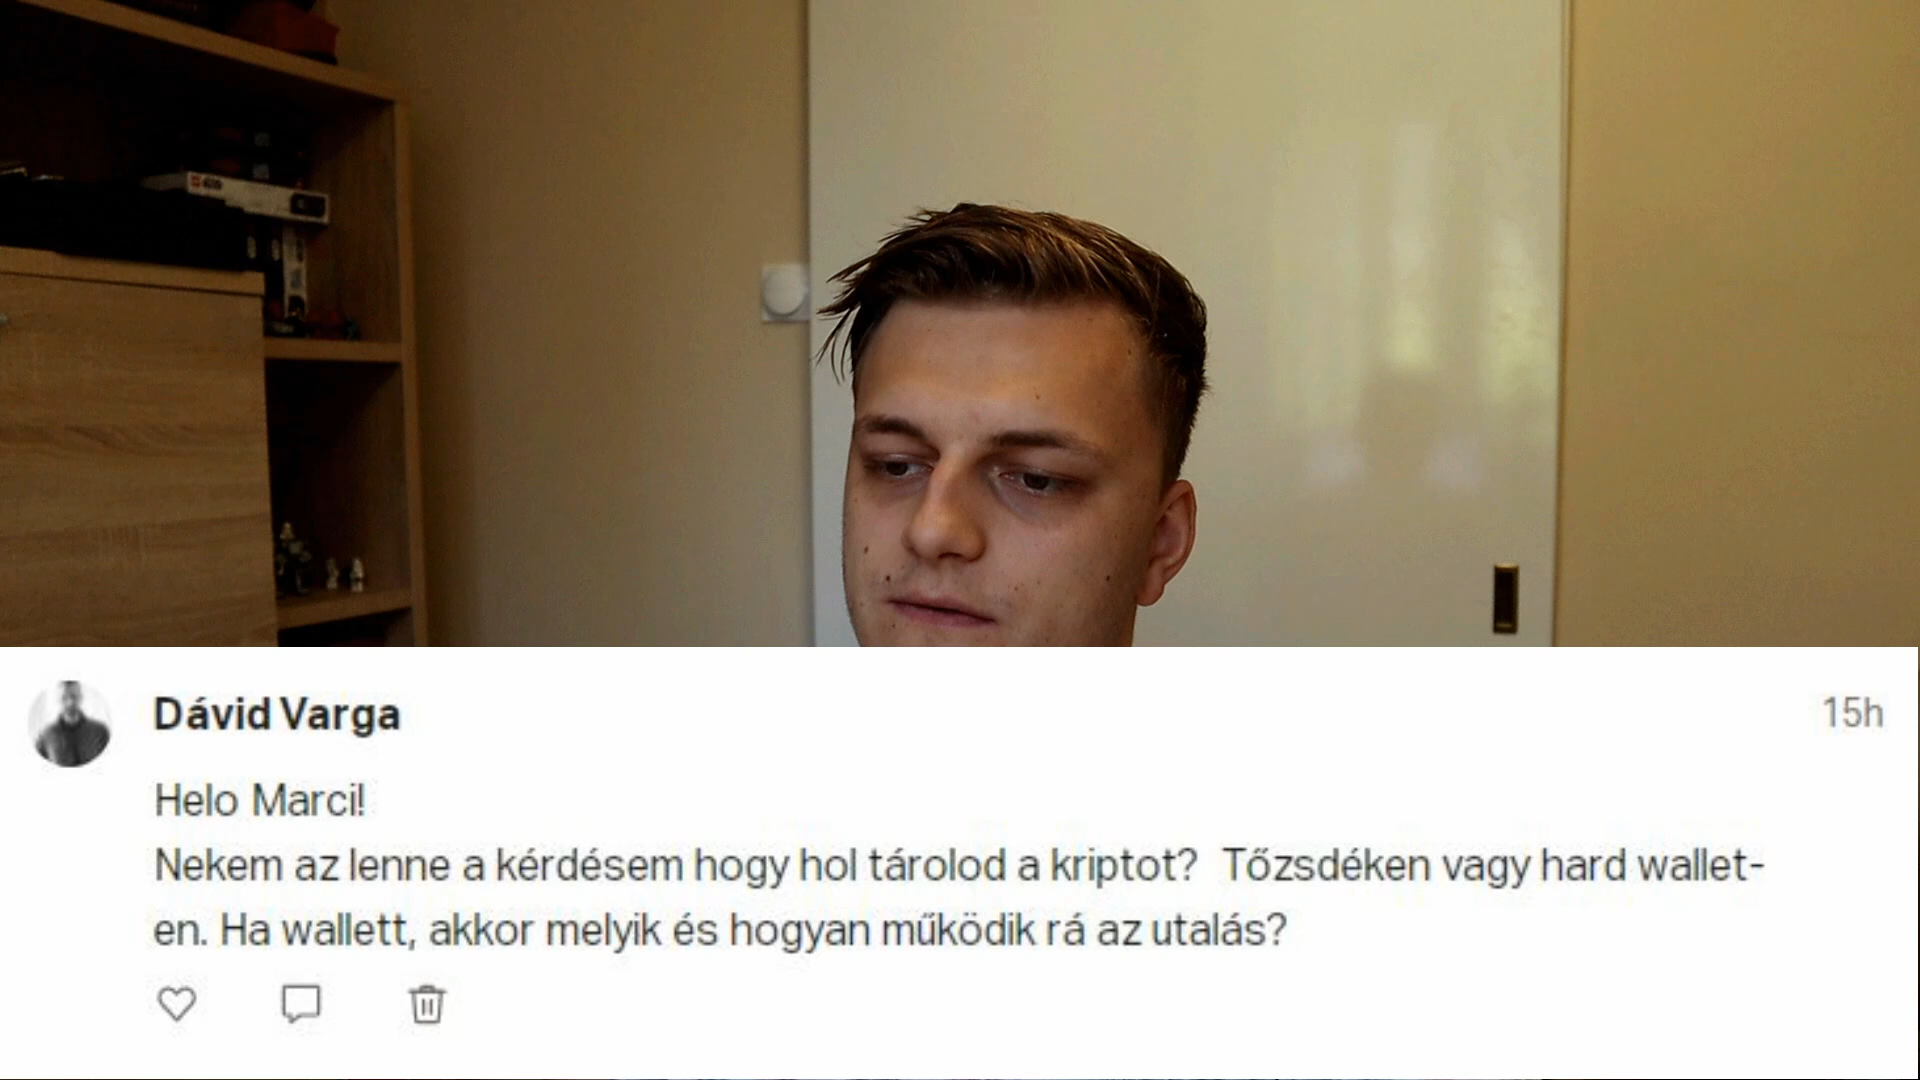 Dávid Varga
15h
Helo Marci!
Nekem az lenne a kérdésem hogy hol tárolod a kriptot? Tőzsdéken vagy hard wallet-
en. Ha wallett, akkor melyik és hogyan működik rá az utalás?